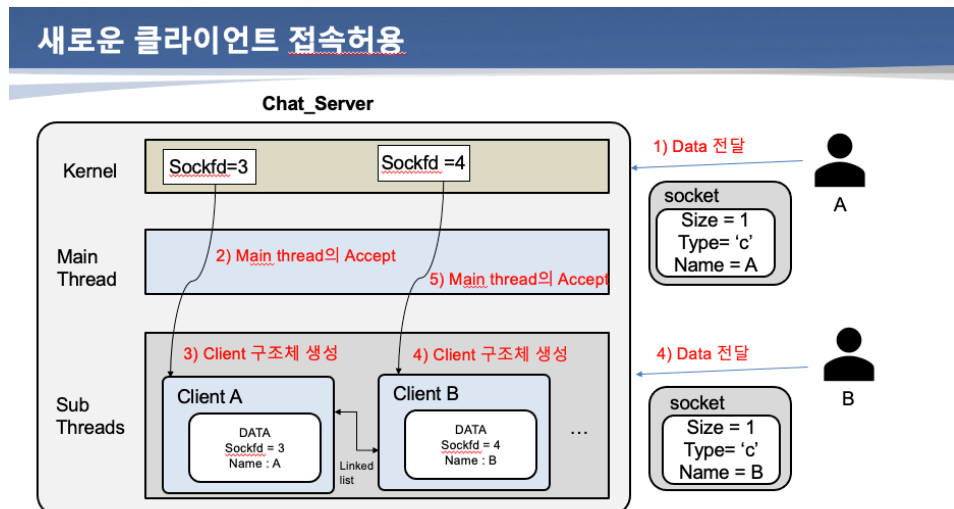 새로운 클라이언트 접속허용
Chat_Server
Kernel
Sockfd=3
Sockfd =4
1) Data 전달
A
socket
Size = 1
Type= ‘c’
Name = A
Main
Thread
2) Main thread의 Accept
5) Main thread의 Accept
3) Client 구조체 생성
4) Client 구조체 생성
4) Data 전달
B
socket
Size = 1
Type= ‘c’
Name = B
Sub
Threads
Client A
DATA
Sockfd = 3
Name : A
Linked
list
Client B
DATA
Sockfd = 4
Name : B
...